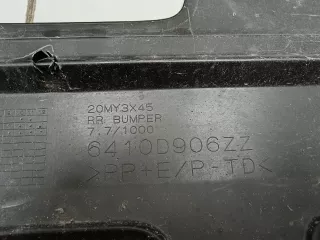 20MY3X45
RR. BUMPER
7.7/1000
6410D906ZZ
>PP+E/P-TD<